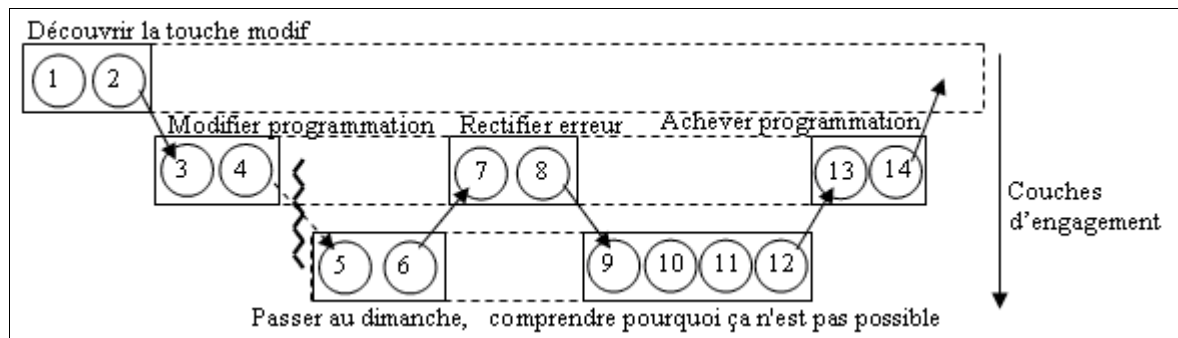 Découvrir la touche modif
1 2
Modifier programmation Rectifier erreur Achever programmation
3 4 7 8 13 14
Couches
d'engagement
5 6 9 10 11 12
Passer au dimanche, comprendre pourquoi ça n'est pas possible